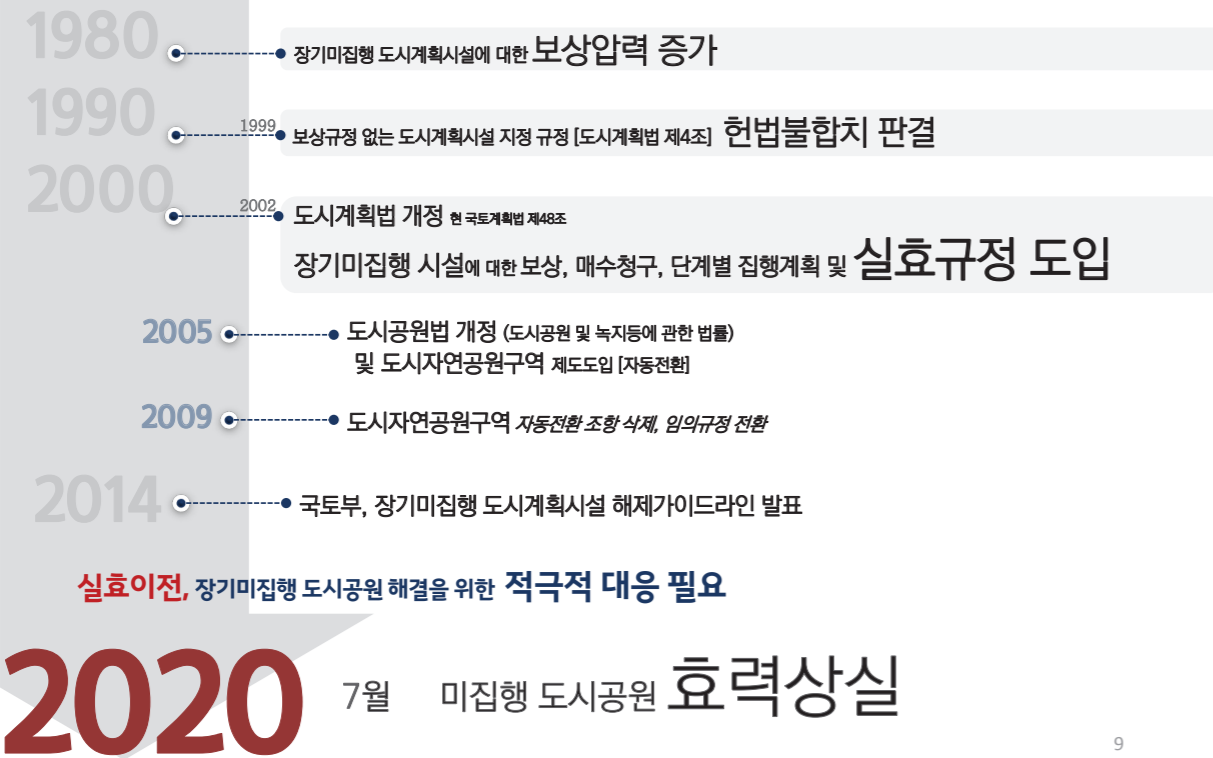 1980
장기미집행 도시계획시설에 대한 보상압력 증가
1990
1999 보상규정 없는 도시계획시설 지정 규정 [도시계획법 제4조] 헌법불합치 판결
2000
2002 도시계획법 개정 현 국토계획법 제48조
장기미집행 시설에 대한 보상, 매수청구, 단계별 집행계획 및 실효규정 도입
2005 도시공원법 개정 (도시공원 및 녹지등에 관한 법률)
및 도시자연공원구역 제도도입 [자동전환]
2009 도시자연공원구역 자동전환 조항 삭제, 임의규정 전환
2014 국토부, 장기미집행 도시계획시설 해제가이드라인 발표
실효이전, 장기미집행 도시공원 해결을 위한 적극적 대응 필요
2020 7월 미집행 도시공원 효력상실
9